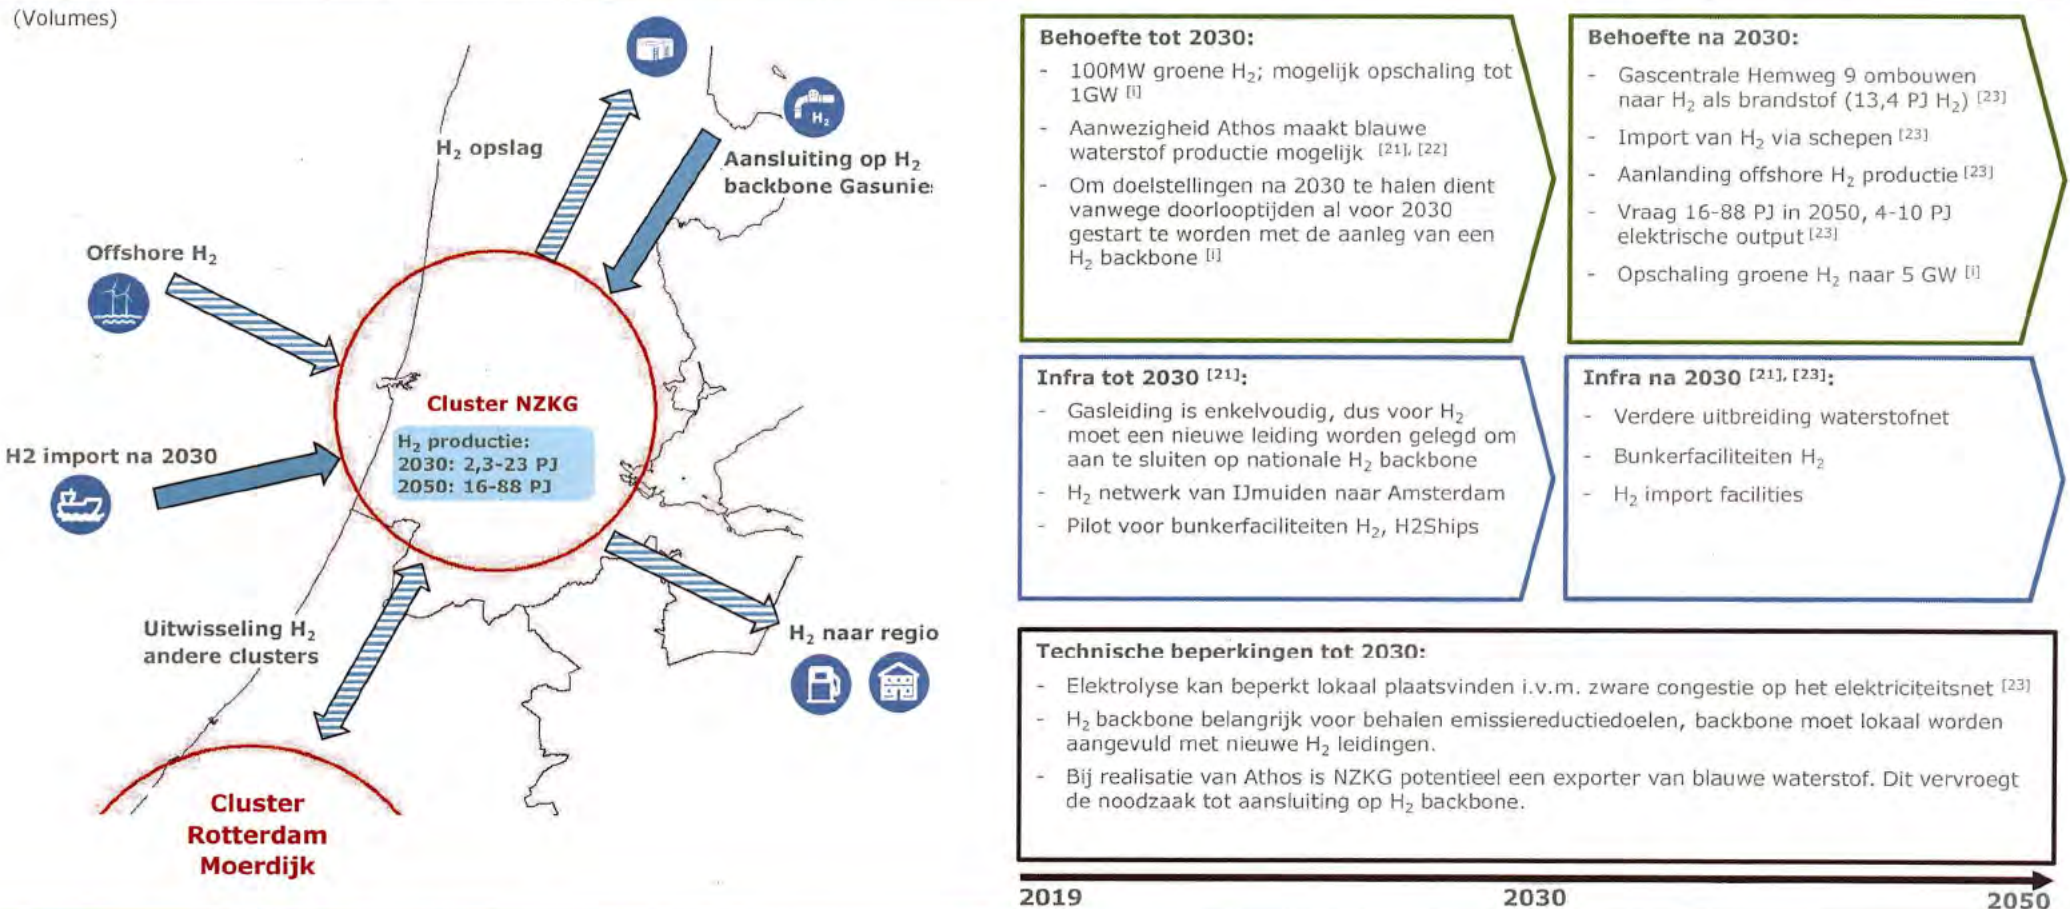 (Volumes)
H₂ opslag
H₂
Aansluiting op H₂
backbone Gasunie
Offshore H₂
Cluster NZKG
H₂ productie:
2030: 2,3-23 PJ
2050: 16-88 PJ
H2 import na 2030
Uitwisseling H₂
andere clusters
H₂ naar regio
Cluster
Rotterdam
Moerdijk
Behoefte tot 2030:
- 100MW groene H₂; mogelijk opschaling tot
1GW [i]
- Aanwezigheid Athos maakt blauwe
waterstof productie mogelijk [21], [22]
- Om doelstellingen na 2030 te halen dient
vanwege doorlooptijden al voor 2030
gestart te worden met de aanleg van een
H₂ backbone [i]
Behoefte na 2030:
- Gascentrale Hemweg 9 ombouwen
naar H₂ als brandstof (13,4 PJ H₂) [23]
- Import van H₂ via schepen [23]
- Aanlanding offshore H₂ productie [23]
- Vraag 16-88 PJ in 2050, 4-10 PJ
elektrische output [23]
- Opschaling groene H₂ naar 5 GW [i]
Infra tot 2030 [21]:
- Gasleiding is enkelvoudig, dus voor H₂
moet een nieuwe leiding worden gelegd om
aan te sluiten op nationale H₂ backbone
- H₂ netwerk van IJmuiden naar Amsterdam
- Pilot voor bunkerfaciliteiten H₂, H2Ships
Infra na 2030 [21], [23]:
- Verdere uitbreiding waterstofnet
- Bunkerfaciliteiten H₂
- H₂ import facilities
Technische beperkingen tot 2030:
- Elektrolyse kan beperkt lokaal plaatsvinden i.v.m. zware congestie op het elektriciteitsnet [23]
- H₂ backbone belangrijk voor behalen emissiereductiedoelen, backbone moet lokaal worden
aangevuld met nieuwe H₂ leidingen.
- Bij realisatie van Athos is NZKG potentieel een exporter van blauwe waterstof. Dit vervroegt
de noodzaak tot aansluiting op H₂ backbone.
2019 2030 2050